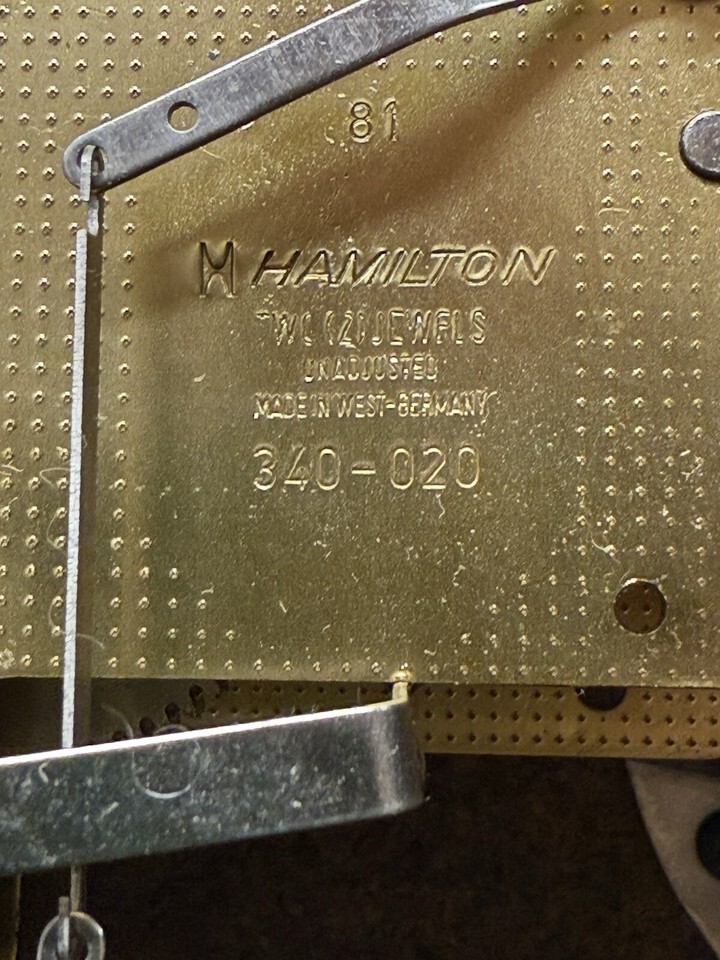 81
H HAMILTON
TWO (2) JEWELS
UNADJUSTED
MADE IN WEST-GERMANY
340-020